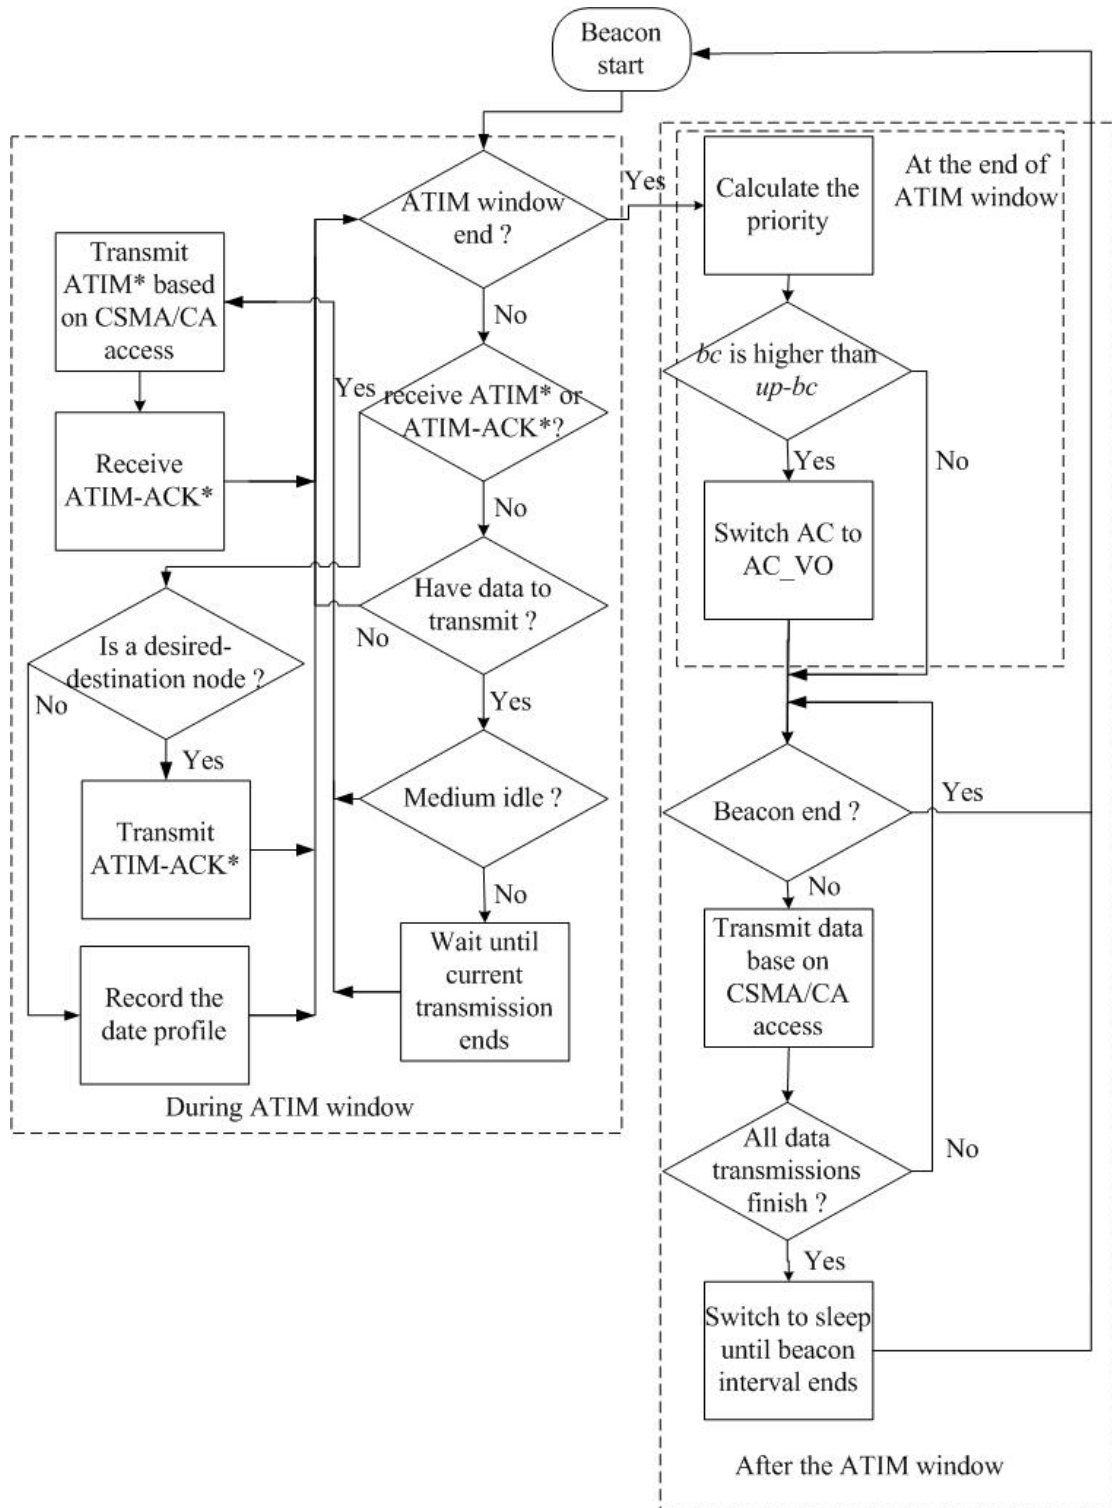 Beacon
start
ATIM window
end ?
Yes
No
Transmit
ATIM* based
on CSMA/CA
access
Receive
ATIM-ACK*
Yes
receive ATIM* or
ATIM-ACK*?
No
Have data to
transmit ?
No
Yes
Is a desired-
destination node ?
No
Yes
Transmit
ATIM-ACK*
Medium idle ?
No
Record the
date profile
Wait until
current
transmission
ends
During ATIM window
At the end of
ATIM window
Calculate the
priority
bc is higher than
up-bc
Yes
No
Switch AC to
AC_VO
Beacon end ?
Yes
No
Transmit data
base on
CSMA/CA
access
All data
transmissions
finish ?
No
Yes
Switch to sleep
until beacon
interval ends
After the ATIM window